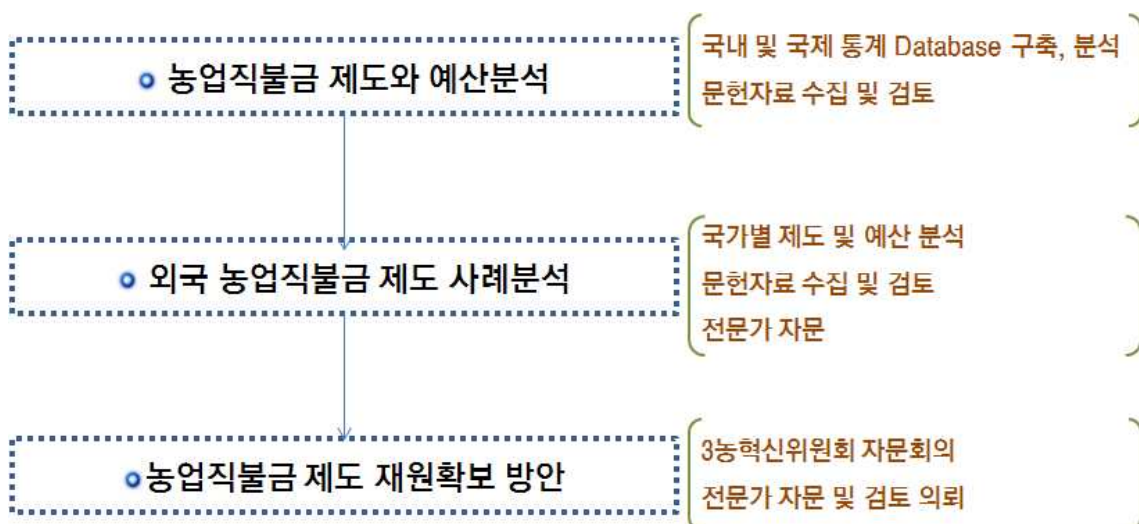 농업직불금 제도와 예산분석
국내 및 국제 통계 Database 구축, 분석
문헌자료 수집 및 검토
외국 농업직불금 제도 사례분석
국가별 제도 및 예산 분석
문헌자료 수집 및 검토
전문가 자문
농업직불금 제도 재원확보 방안
3농혁신위원회 자문회의
전문가 자문 및 검토 의뢰